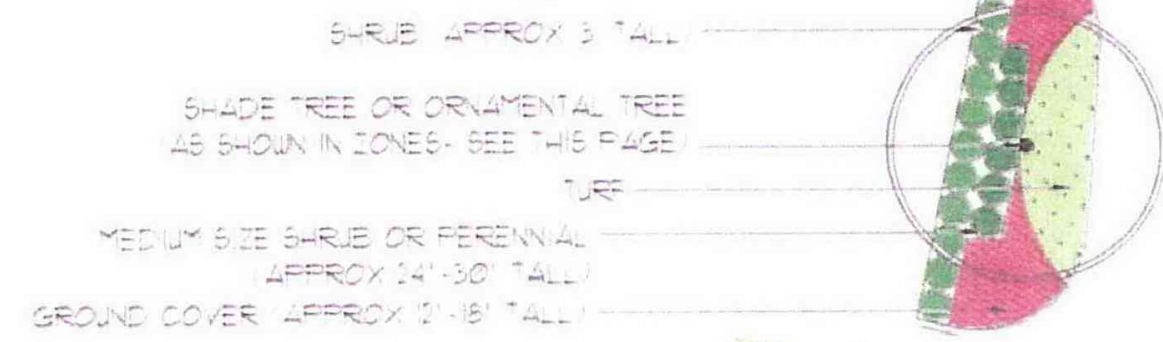 SHRUB (APPROX 3' TALL)
SHADE TREE OR ORNAMENTAL TREE
(AS SHOWN IN ZONES- SEE THIS PAGE)
TURF
MEDIUM SIZE SHRUB OR PERENNIAL
(APPROX 24"-30" TALL)
GROUND COVER (APPROX 12"-18" TALL)